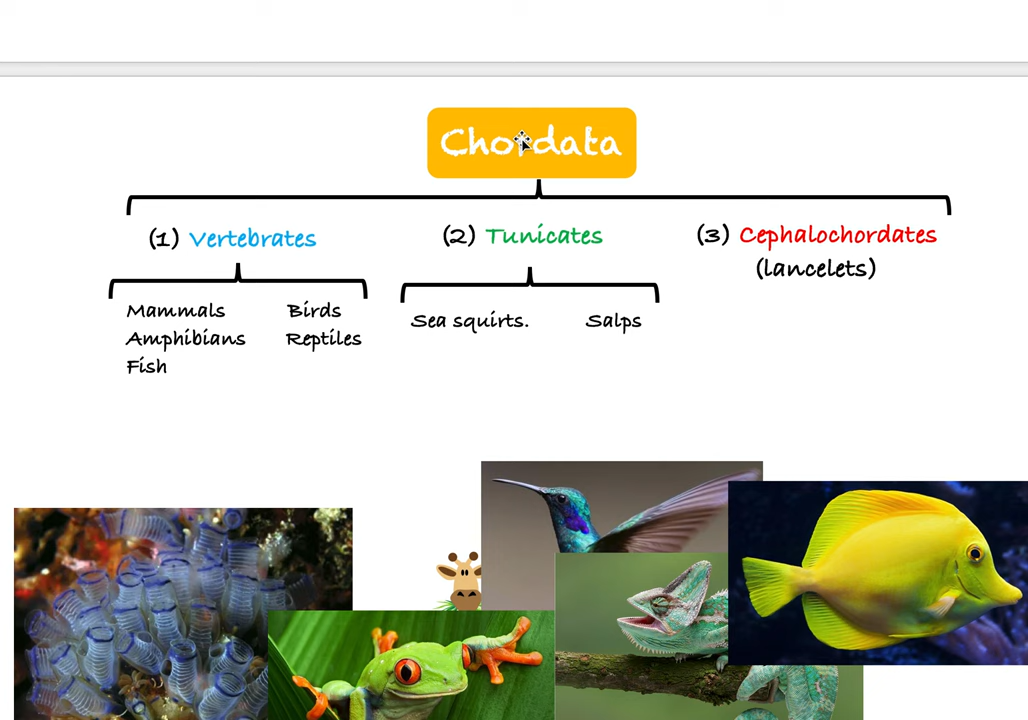 Chordata
(1) Vertebrates
(2) Tunicates
(3) Cephalochordates
(lancelets)
Mammals
Birds
Amphibians
Reptiles
Fish
Sea squirts.
Salps